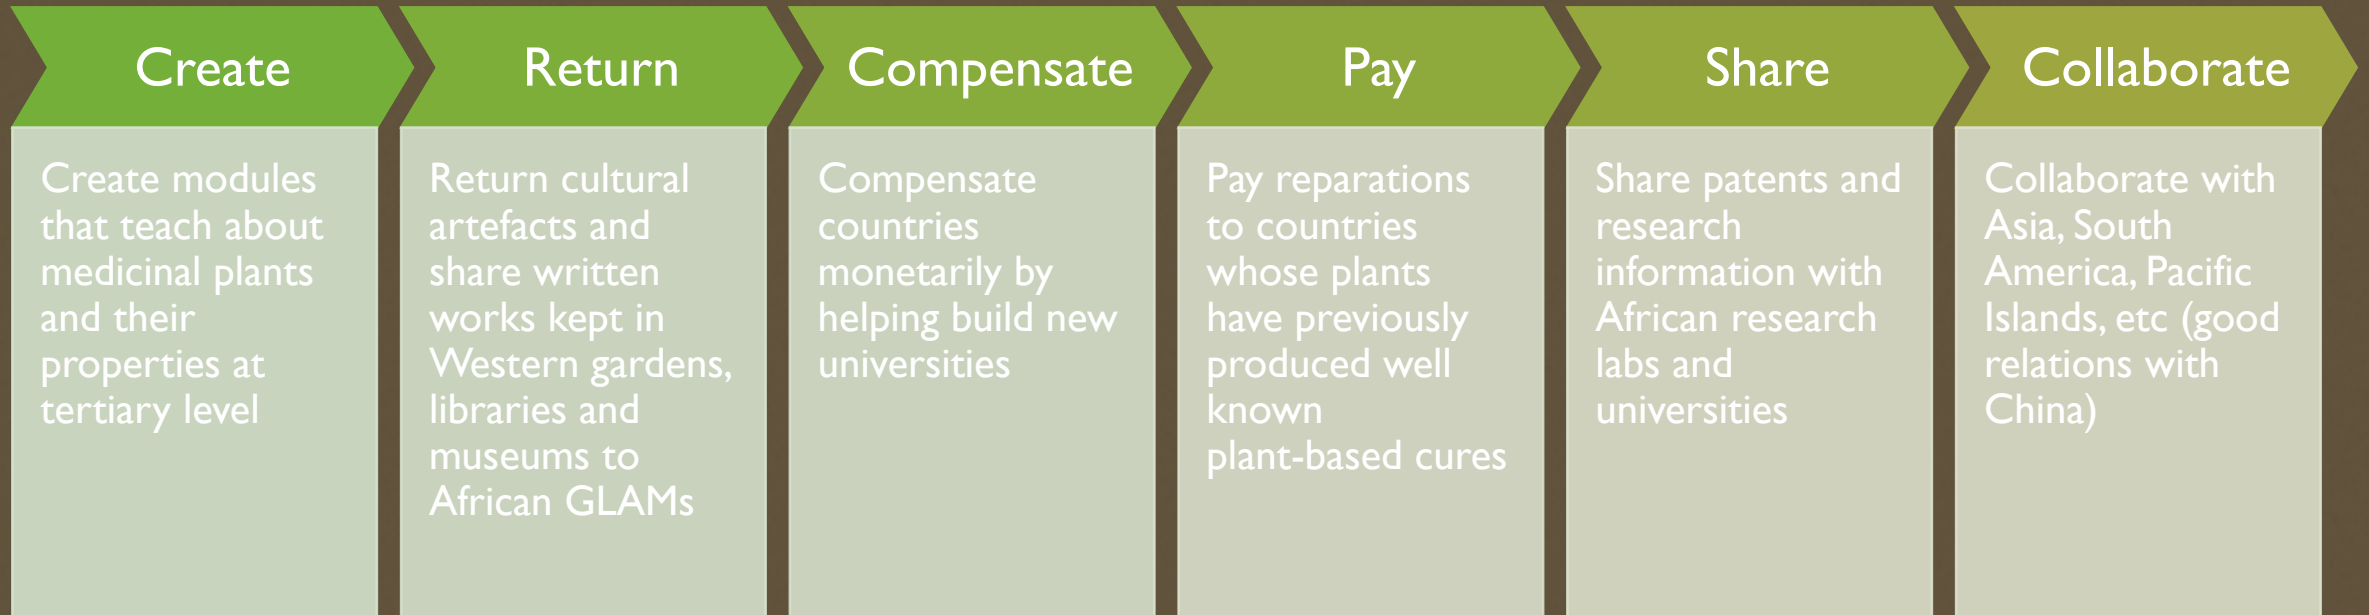 Create
Create modules
that teach about
medicinal plants
and their
properties at
tertiary level
Return
Return cultural
artefacts and
share written
works kept in
Western gardens,
libraries and
museums to
African GLAMs
Compensate
Compensate
countries
monetarily by
helping build new
universities
Pay
Pay reparations
to countries
whose plants
have previously
produced well
known
plant-based cures
Share
Share patents and
research
information with
African research
labs and
universities
Collaborate
Collaborate with
Asia, South
America, Pacific
Islands, etc (good
relations with
China)